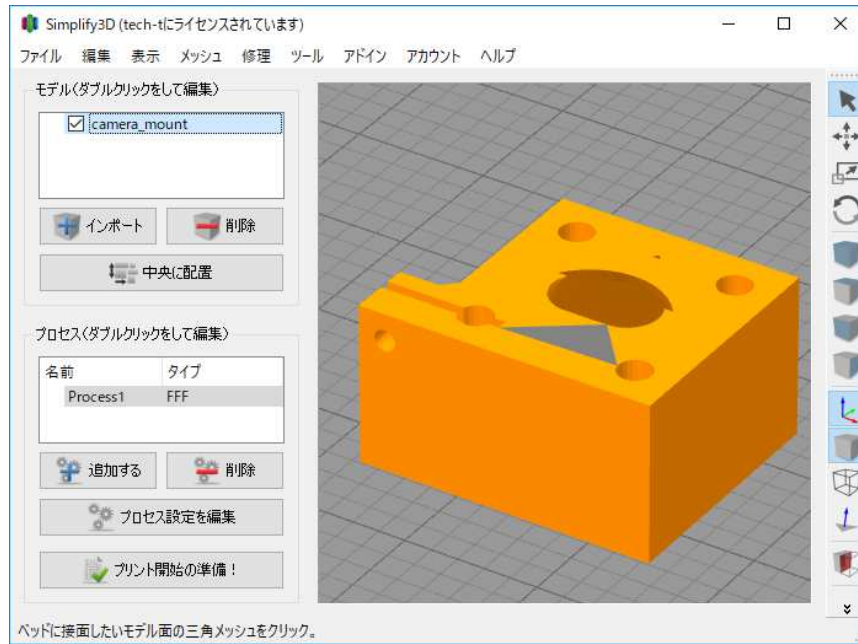 Simplify3D (tech-tにライセンスされています)
ファイル 編集 表示 メッシュ 修理 ツール アドイン アカウント ヘルプ
モデル(ダブルクリックをして編集)
camera_mount
インポート 削除
中央に配置
プロセス(ダブルクリックをして編集)
名前 タイプ
Process1 FFF
追加する 削除
プロセス設定を編集
プリント開始の準備！
ベッドに接面したいモデル面の三角メッシュをクリック。